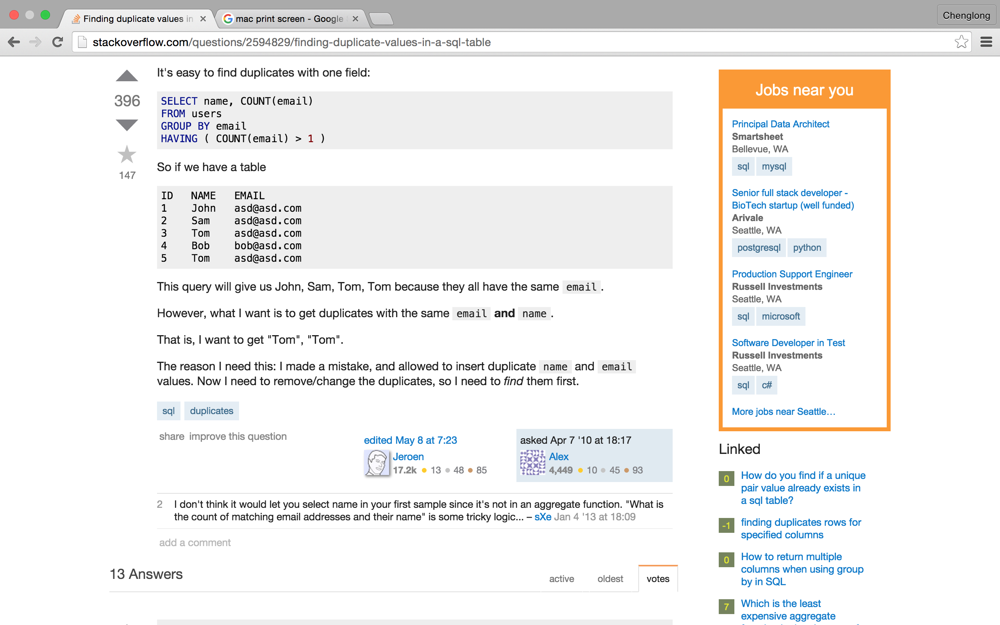 Finding duplicate values in
mac print screen - Google
Chenglong
stackoverflow.com/questions/2594829/finding-duplicate-values-in-a-sql-table
396
147
It's easy to find duplicates with one field:
SELECT name, COUNT(email)
FROM users
GROUP BY email
HAVING ( COUNT(email) > 1 )
So if we have a table
ID NAME EMAIL
1 John asd@asd.com
2 Sam asd@asd.com
3 Tom asd@asd.com
4 Bob bob@asd.com
5 Tom asd@asd.com
This query will give us John, Sam, Tom, Tom because they all have the same email.
However, what I want is to get duplicates with the same email and name.
That is, I want to get "Tom", "Tom".
The reason I need this: I made a mistake, and allowed to insert duplicate name and email
values. Now I need to remove/change the duplicates, so I need to find them first.
sql duplicates
share improve this question
edited May 8 at 7:23
Jeroen
17.2k 13 48 85
asked Apr 7 '10 at 18:17
Alex
4,449 10 45 93
2 I don't think it would let you select name in your first sample since it's not in an aggregate function. "What is
the count of matching email addresses and their name" is some tricky logic... – sXe Jan 4 '13 at 18:09
add a comment
13 Answers
active oldest votes
Jobs near you
Principal Data Architect
Smartsheet
Bellevue, WA
sql mysql
Senior full stack developer -
BioTech startup (well funded)
Arivale
Seattle, WA
postgresql python
Production Support Engineer
Russell Investments
Seattle, WA
sql microsoft
Software Developer in Test
Russell Investments
Seattle, WA
sql c#
More jobs near Seattle…
Linked
0 How do you find if a unique
pair value already exists in
a sql table?
-1 finding duplicates rows for
specified columns
0 How to return multiple
columns when using group
by in SQL
7 Which is the least
expensive aggregate